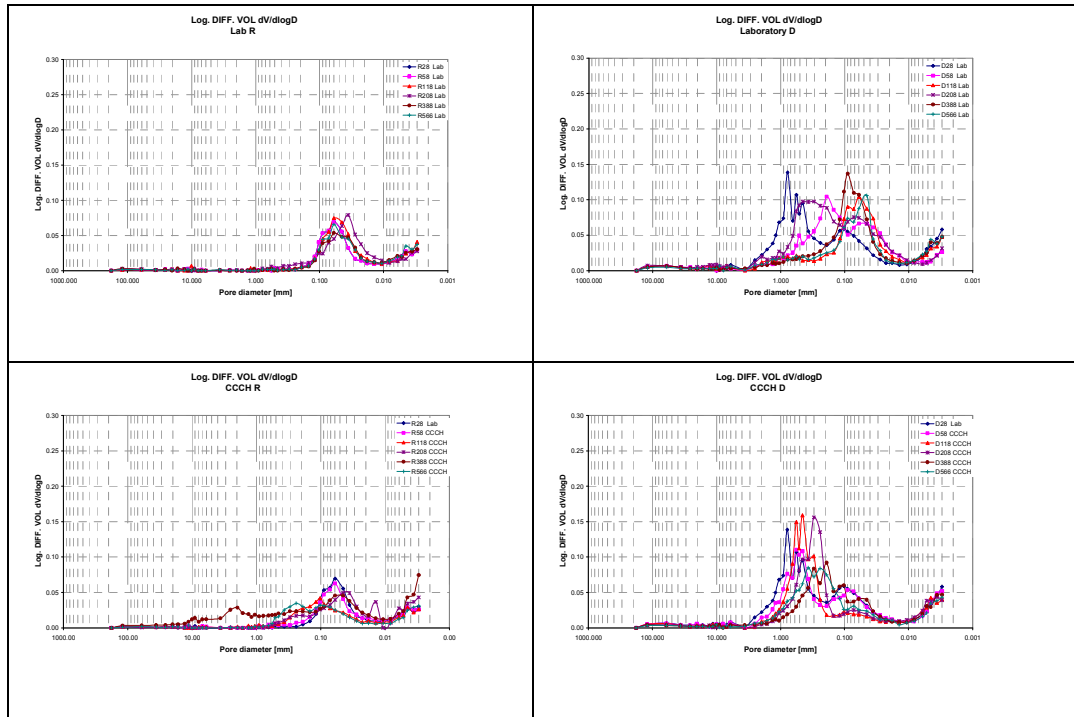 Log. DIFF. VOL dV/dlogD
Lab R
Log. DIFF. VOL dV/dlogD
0.30
0.25
0.20
0.15
0.10
0.05
0.00
1000.000 100.000 10.000 1.000 0.100 0.010 0.001
Pore diameter [mm]
R28 Lab
R58 Lab
R118 Lab
R208 Lab
R388 Lab
R566 Lab
Log. DIFF. VOL dV/dlogD
Laboratory D
Log. DIFF. VOL dV/dlogD
0.30
0.25
0.20
0.15
0.10
0.05
0.00
1000.000 100.000 10.000 1.000 0.100 0.010 0.001
Pore diameter [mm]
D28 Lab
D58 Lab
D118 Lab
D208 Lab
D388 Lab
D566 Lab
Log. DIFF. VOL dV/dlogD
CCCH R
Log. DIFF. VOL dV/dlogD
0.30
0.25
0.20
0.15
0.10
0.05
0.00
1000.00 100.00 10.00 1.00 0.10 0.01 0.00
Pore diameter [mm]
R28 Lab
R58 CCCH
R118 CCCH
R208 CCCH
R388 CCCH
R566 CCCH
Log. DIFF. VOL dV/dlogD
CCCH D
Log. DIFF. VOL dV/dlogD
0.30
0.25
0.20
0.15
0.10
0.05
0.00
1000.000 100.000 10.000 1.000 0.100 0.010 0.001
Pore diameter [mm]
D28 Lab
D58 CCCH
D118 CCCH
D208 CCCH
D388 CCCH
D566 CCCH